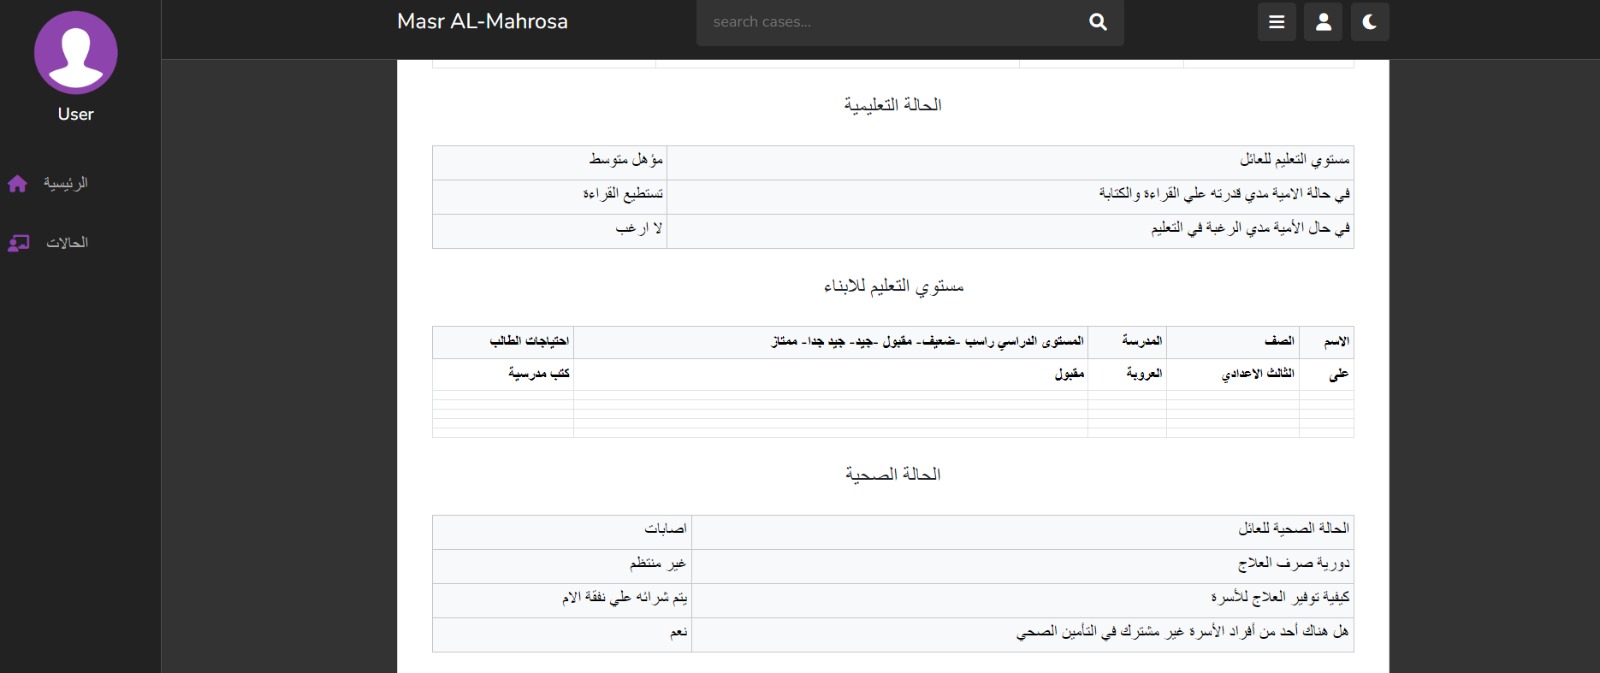 Masr AL-Mahrosa
search cases...
User
الرئيسية
الحالات
الحالة التعليمية
مستوي التعليم للعائل مؤهل متوسط
في حالة الامية مدي قدرته علي القراءة والكتابة تستطيع القراءة
في حال الأمية مدي الرغبة في التعليم لا ارغب
مستوي التعليم للابناء
الاسم الصف المدرسة المستوى الدراسي راسب -ضعيف- مقبول -جيد- جيد جدا- ممتاز احتياجات الطالب
على الثالث الاعدادي العروبة مقبول كتب مدرسية
الحالة الصحية
الحالة الصحية للعائل اصابات
دورية صرف العلاج غير منتظم
كيفية توفير العلاج للأسرة يتم شرائه علي نفقة الام
هل هناك أحد من أفراد الأسرة غير مشترك في التأمين الصحي نعم